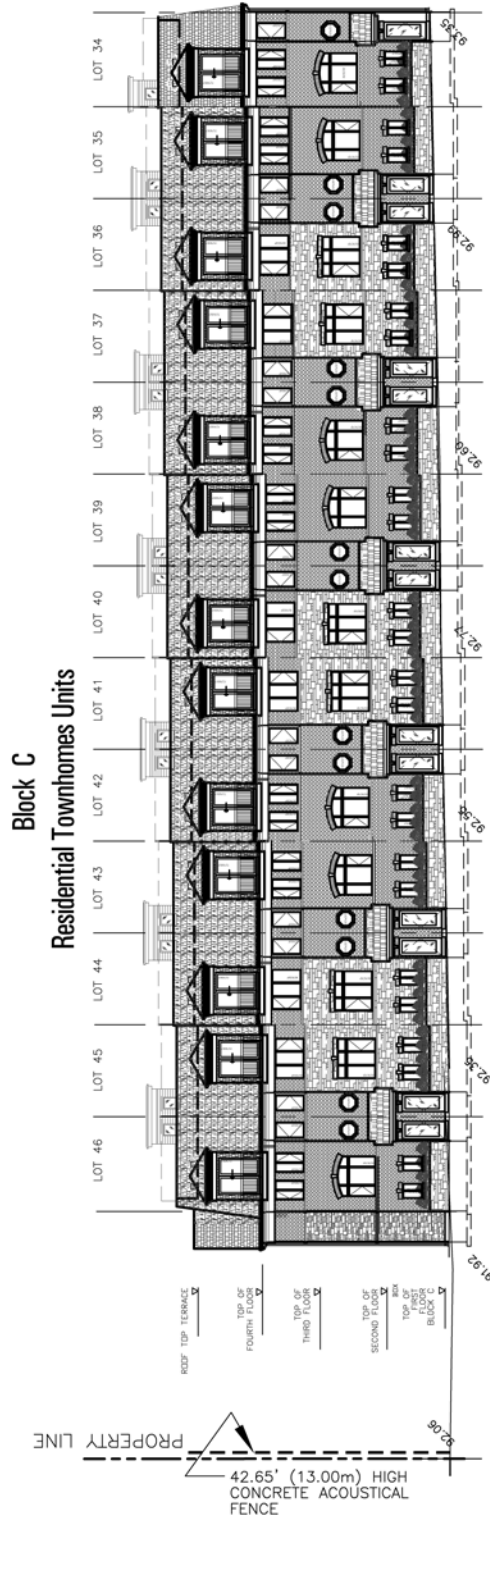 Block C
Residential Townhomes Units
LOT 46
LOT 45
LOT 44
LOT 43
LOT 42
LOT 41
LOT 40
LOT 39
LOT 38
LOT 37
LOT 36
LOT 35
LOT 34
ROOF TOP TERRACE
TOP OF
FOURTH FLOOR
TOP OF
THIRD FLOOR
TOP OF
SECOND FLOOR
BOX
TOP OF
FIRST
FLOOR
BLOCK C
PROPERTY LINE
42.65' (13.00m) HIGH
CONCRETE ACOUSTICAL
FENCE
92.06
91.92
92.36
92.58
92.77
92.60
92.99
93.35